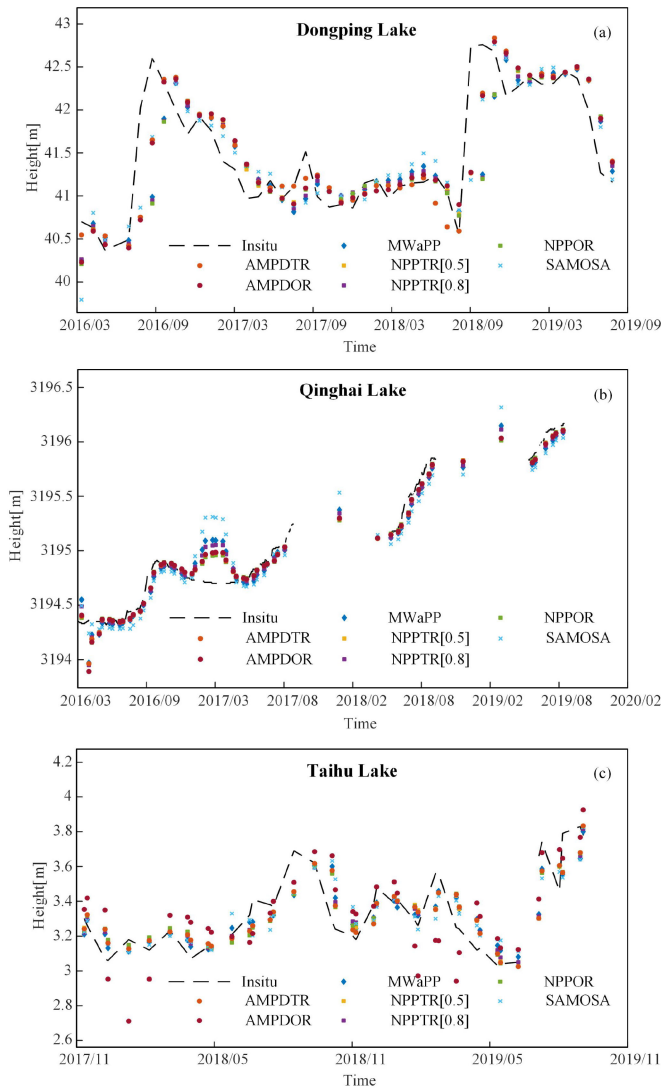 Dongping Lake
(a)
43
42.5
42
41.5
41
40.5
40
Height[m]
Insitu
MWaPP
NPPOR
AMPDTR
NPPTR[0.5]
SAMOSA
AMPDOR
NPPTR[0.8]
2016/03
2016/09
2017/03
2017/09
2018/03
2018/09
2019/03
2019/09
Time
Qinghai Lake
(b)
3196.5
3196
3195.5
3195
3194.5
3194
Height[m]
Insitu
MWaPP
NPPOR
AMPDTR
NPPTR[0.5]
SAMOSA
AMPDOR
NPPTR[0.8]
2016/03
2016/09
2017/03
2017/08
2018/02
2018/08
2019/02
2019/08
2020/02
Time
Taihu Lake
(c)
4.2
4
3.8
3.6
3.4
3.2
3
2.8
2.6
Height[m]
Insitu
MWaPP
NPPOR
AMPDTR
NPPTR[0.5]
SAMOSA
AMPDOR
NPPTR[0.8]
2017/11
2018/05
2018/11
2019/05
2019/11
Time